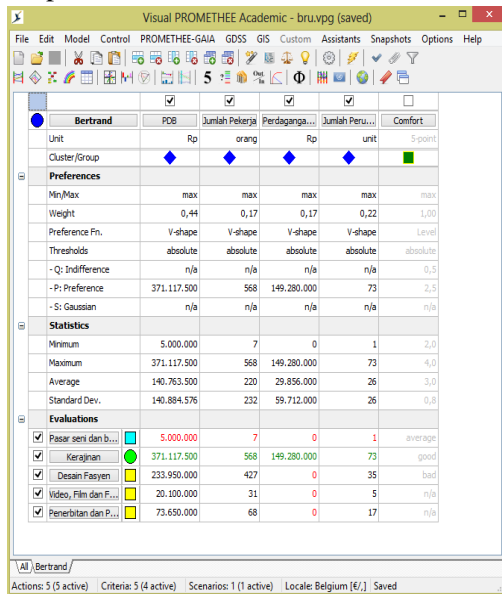 Visual PROMETHEE Academic - bru.vpg (saved)
File Edit Model Control PROMETHEE-GAIA GDSS GIS Custom Assistants Snapshots Options Help
Bertrand PDB Jumlah Pekerja Perdaganga... Jumlah Peru... Comfort
Unit Rp orang Rp unit 5-point
Cluster/Group
Preferences
Min/Max max max max max max
Weight 0,44 0,17 0,17 0,22 1,00
Preference Fn. V-shape V-shape V-shape V-shape Level
Thresholds absolute absolute absolute absolute absolute
- Q: Indifference n/a n/a n/a n/a 0,5
- P: Preference 371.117.500 568 149.280.000 73 2,5
- S: Gaussian n/a n/a n/a n/a n/a
Statistics
Minimum 5.000.000 7 0 1 2,0
Maximum 371.117.500 568 149.280.000 73 4,0
Average 140.763.500 220 29.856.000 26 3,0
Standard Dev. 140.884.576 232 59.712.000 26 0,8
Evaluations
Pasar seni dan b... 5.000.000 7 0 1 average
Kerajinan 371.117.500 568 149.280.000 73 good
Desain Fasyen 233.950.000 427 0 35 bad
Video, Film dan F... 20.100.000 31 0 5 n/a
Penerbitan dan P... 73.650.000 68 0 17 n/a
All Bertrand
Actions: 5 (5 active) Criteria: 5 (4 active) Scenarios: 1 (1 active) Locale: Belgium [€/,] Saved